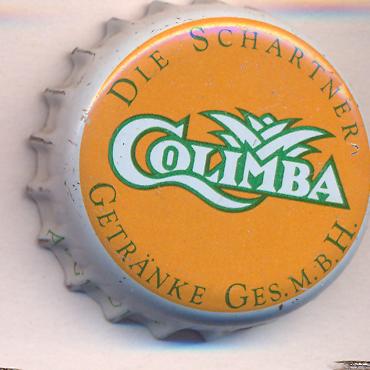 DIE SCHARTNER
COLIMBA
GETRÄNKE GES.M.B.H.